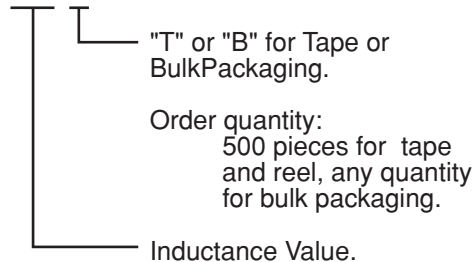 "T" or "B" for Tape or
BulkPackaging.
Order quantity:
500 pieces for tape
and reel, any quantity
for bulk packaging.
Inductance Value.